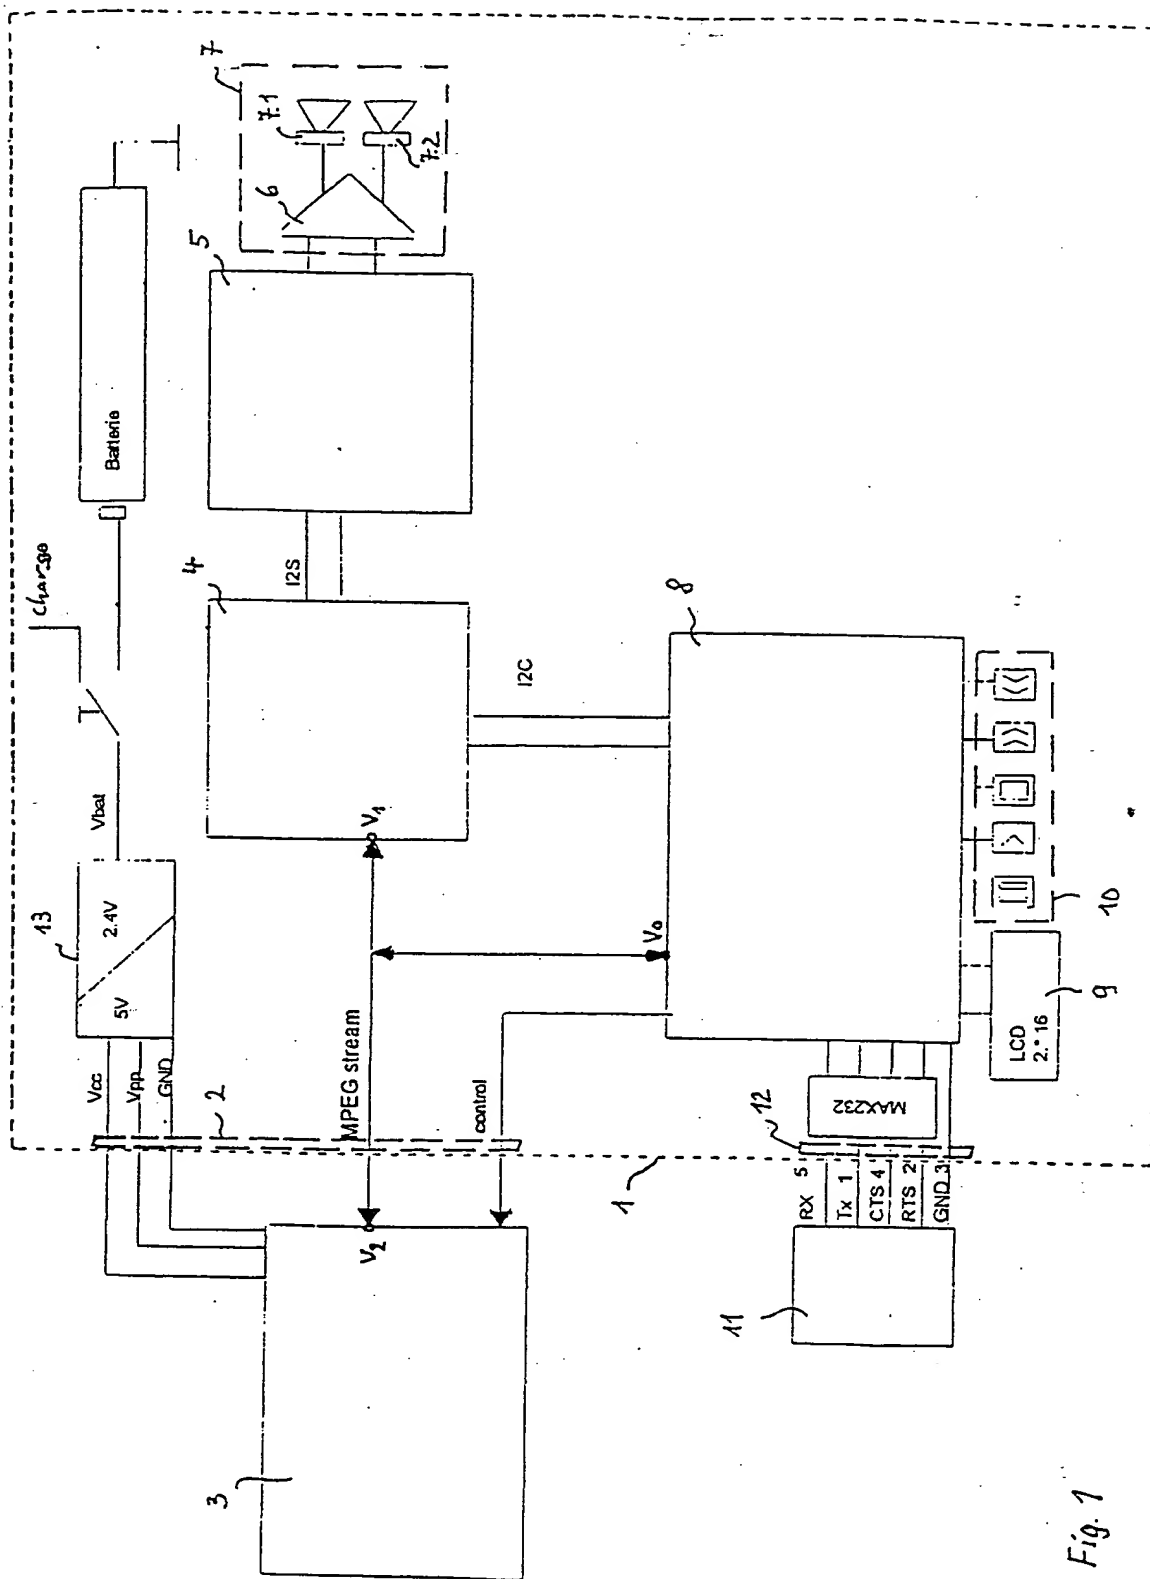 Fig. 1
1
2
3
Vcc
Vpp
GND
MPEG stream
control
V2
V1
V0
13
5V
2.4V
Vbat
charge
Batterie
4
I2S
5
6
7
7.1
7.2
I2C
8
LCD
2.* 16
9
10
11
12
MAX232
RX 5
Tx 1
CTS 4
RTS 2
GND 3